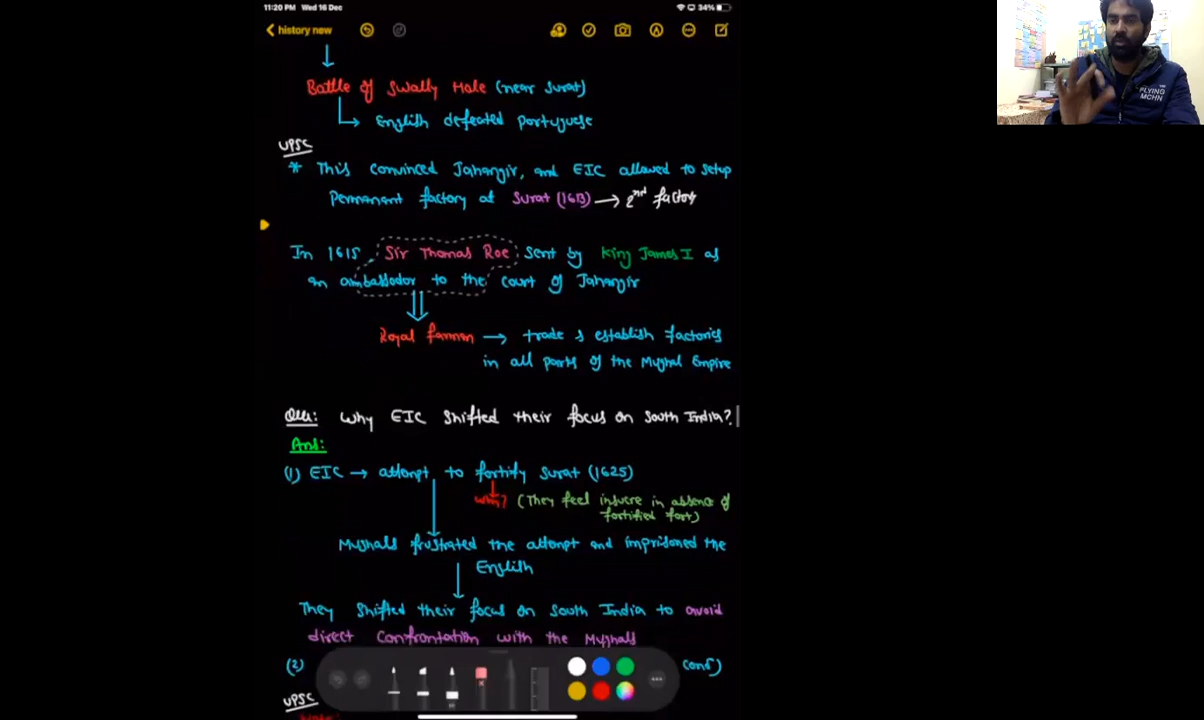 11:20 PM Wed 16 Dec
34%
history new
Battle of Swally Hole (near Surat)
English defeated Portuguese
UPSC
* This convinced Jahangir, and EIC allowed to setup
Permanant factory at Surat (1613) → 2nd factory
In 1615, Sir Thomas Roe sent by King James I as
an ambassador to the court of Jahangir
Royal farman → trade & establish factories
in all parts of the Mughal Empire
Que: Why EIC shifted their focus on South India?
Ans:
(1) EIC → attempt to fortify Surat (1625)
why? (They feel insecure in absence of
fortified fort)
Mughals frustrated the attempt and imprisoned the
English
They shifted their focus on South India to avoid
direct confrontation with the Mughals
(2)
UPSC
Note:
FLYING
MCHN